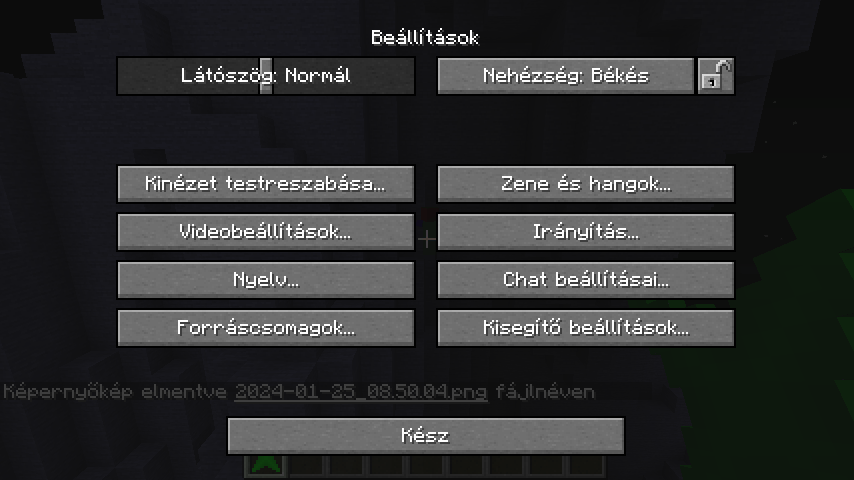 Beállítások
Látószög: Normál
Nehézség: Békés
Kinézet testreszabása...
Zene és hangok...
Videobeállítások...
Irányítás...
Nyelv...
Chat beállításai...
Forráscsomagok...
Kisegítő beállítások...
Képernyőkép elmentve 2024-01-25_08.50.04.png fájlnéven
Kész